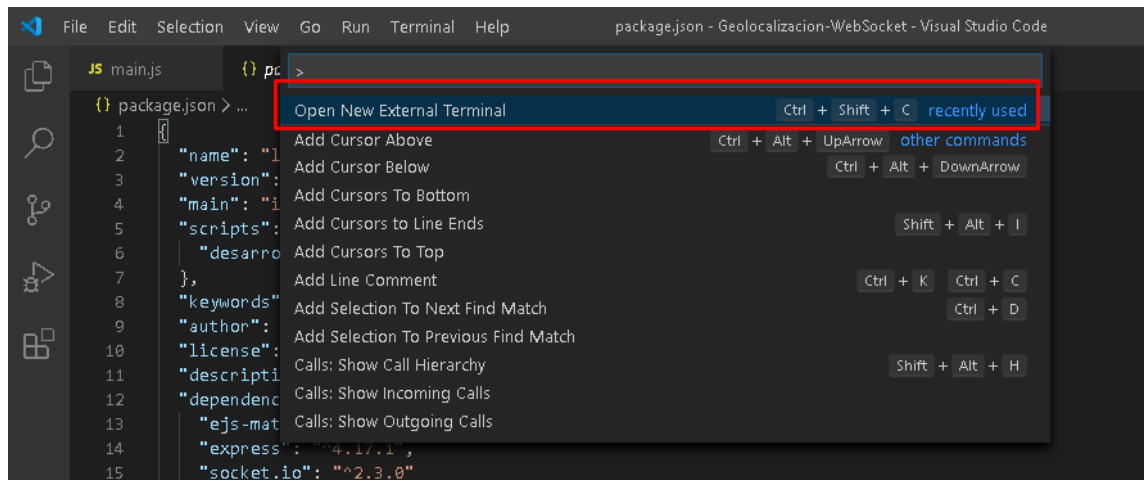 File Edit Selection View Go Run Terminal Help package.json - Geolocalizacion-WebSocket - Visual Studio Code
JS main.js {} pc
>
{} package.json > ...
Open New External Terminal Ctrl + Shift + C recently used
Add Cursor Above Ctrl + Alt + UpArrow other commands
Add Cursor Below Ctrl + Alt + DownArrow
Add Cursors To Bottom
Add Cursors to Line Ends Shift + Alt + I
Add Cursors To Top
Add Line Comment Ctrl + K Ctrl + C
Add Selection To Next Find Match Ctrl + D
Add Selection To Previous Find Match
Calls: Show Call Hierarchy Shift + Alt + H
Calls: Show Incoming Calls
Calls: Show Outgoing Calls
1 {
2 "name": "l
3 "version":
4 "main": "i
5 "scripts":
6 "desarro
7 },
8 "keywords"
9 "author":
10 "license":
11 "descripti
12 "dependenc
13 "ejs-mat
14 "express": "^4.17.1",
15 "socket.io": "^2.3.0"